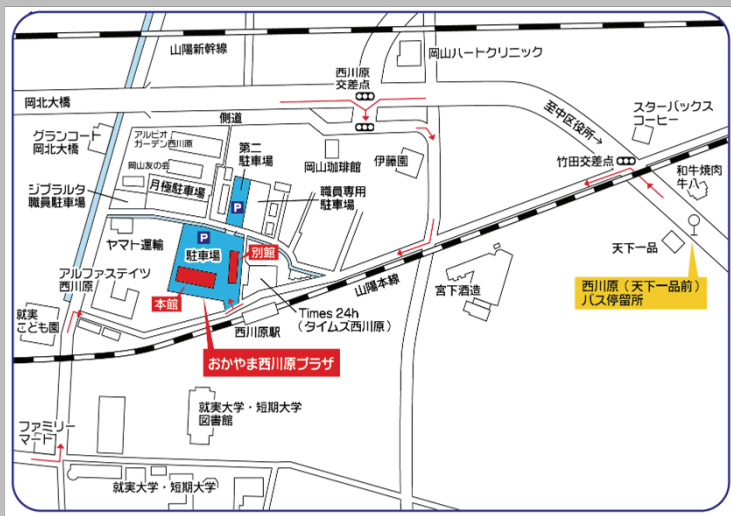 山陽新幹線
岡山ハートクリニック
西川原
交差点
岡北大橋
側道
至中区役所→
スターバックス
コーヒー
グランコート
岡北大橋
アルビオ
ガーデン西川原
第二
駐車場
岡山珈琲館
伊藤園
竹田交差点
岡山友の会
月極駐車場
職員専用
駐車場
和牛焼肉
牛八
ジブラルタ
職員駐車場
P
P
ヤマト運輸
駐車場
別館
天下一品
アルファステイツ
西川原
本館
山陽本線
宮下酒造
西川原(天下一品前)
バス停留所
就実
こども園
Times 24h
(タイムズ西川原)
西川原駅
おかやま西川原プラザ
就実大学・短期大学
図書館
ファミリー
マート
就実大学・短期大学